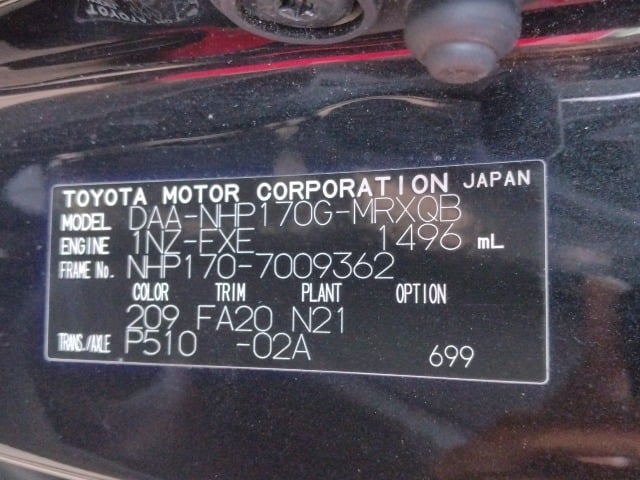 TOYOTA MOTOR CORPORATION JAPAN
MODEL DAA-NHP170G-MRXQB
ENGINE 1NZ-EXE 1496 mL
FRAME No. NHP170-7009362
COLOR TRIM PLANT OPTION
209 FA20 N21
TRANS./AXLE P510 -02A 699